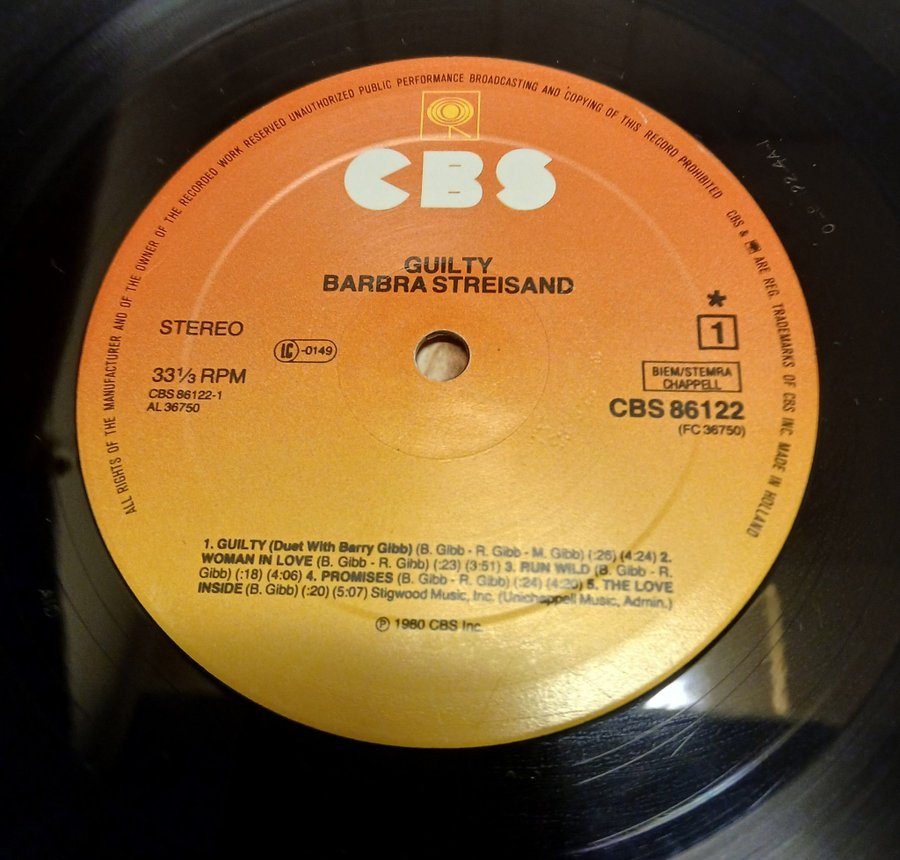 ALL RIGHTS OF THE MANUFACTURER AND OF THE OWNER OF THE RECORDED WORK RESERVED UNAUTHORIZED PUBLIC PERFORMANCE BROADCASTING AND COPYING OF THIS RECORD PROHIBITED CBS & ARE REG. TRADEMARKS OF CBS INC. MADE IN HOLLAND
CBS
GUILTY
BARBRA STREISAND
STEREO
LC-0149
33⅓ RPM
CBS 86122-1
AL 36750
*
1
BIEM/STEMRA
CHAPPELL
CBS 86122
(FC 36750)
1. GUILTY (Duet With Barry Gibb) (B. Gibb - R. Gibb - M. Gibb) (:26) (4:24) 2.
WOMAN IN LOVE (B. Gibb - R. Gibb) (:23) (3:51) 3. RUN WILD (B. Gibb - R.
Gibb) (:18) (4:06) 4. PROMISES (B. Gibb - R. Gibb) (:24) (4:20) 5. THE LOVE
INSIDE (B. Gibb) (:20) (5:07) Stigwood Music, Inc. (Unichappell Music, Admin.)
℗ 1980 CBS Inc.